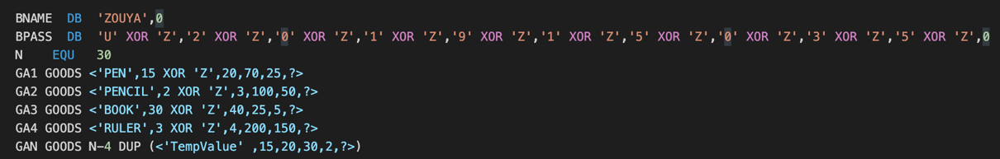 BNAME  DB  'ZOUYA',0
BPASS  DB  'U' XOR 'Z','2' XOR 'Z','0' XOR 'Z','1' XOR 'Z','9' XOR 'Z','1' XOR 'Z','5' XOR 'Z','0' XOR 'Z','3' XOR 'Z','5' XOR 'Z',0
N    EQU   30
GA1 GOODS <'PEN',15 XOR 'Z',20,70,25,?>
GA2 GOODS <'PENCIL',2 XOR 'Z',3,100,50,?>
GA3 GOODS <'BOOK',30 XOR 'Z',40,25,5,?>
GA4 GOODS <'RULER',3 XOR 'Z',4,200,150,?>
GAN GOODS N-4 DUP (<'TempValue' ,15,20,30,2,?>)